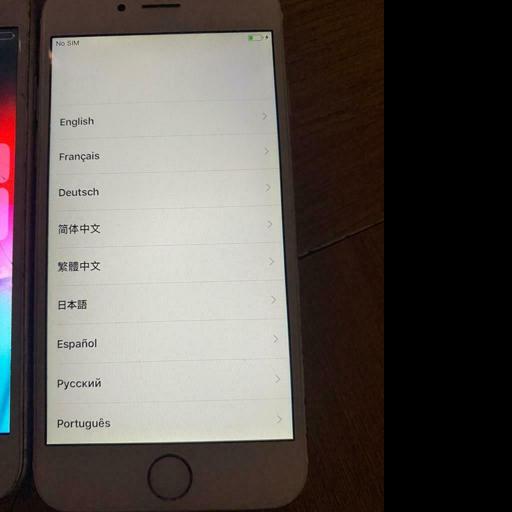 No SIM
English
Français
Deutsch
简体中文
繁體中文
日本語
Español
Русский
Português